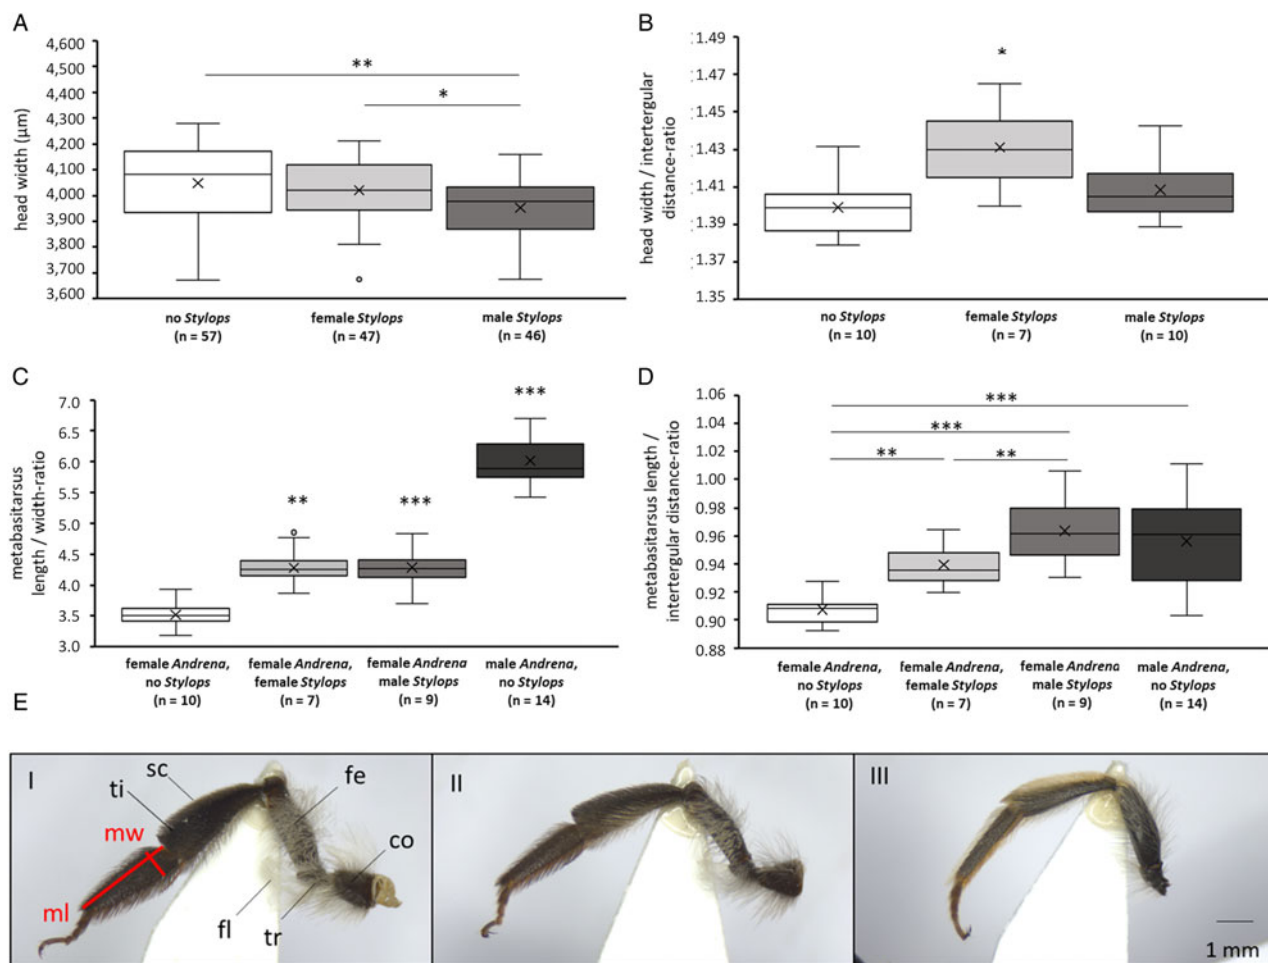 A
4,600
4,500
4,400
4,300
4,200
4,100
4,000
3,900
3,800
3,700
3,600
head width (µm)
**
*
no Stylops
(n = 57)
female Stylops
(n = 47)
male Stylops
(n = 46)
B
1.49
1.47
1.45
1.43
1.41
1.39
1.37
1.35
head width / intertergular
distance-ratio
*
no Stylops
(n = 10)
female Stylops
(n = 7)
male Stylops
(n = 10)
C
7.0
6.5
6.0
5.5
5.0
4.5
4.0
3.5
3.0
metabasitarsus
length / width-ratio
**
***
***
female Andrena,
no Stylops
(n = 10)
female Andrena,
female Stylops
(n = 7)
female Andrena
male Stylops
(n = 9)
male Andrena,
no Stylops
(n = 14)
D
1.06
1.04
1.02
1.00
0.98
0.96
0.94
0.92
0.90
0.88
metabasitarsus length /
intertergular distance-ratio
***
***
**
**
female Andrena,
no Stylops
(n = 10)
female Andrena,
female Stylops
(n = 7)
female Andrena
male Stylops
(n = 9)
male Andrena,
no Stylops
(n = 14)
E
I
sc
ti
mw
ml
fe
co
fl
tr
II
III
1 mm